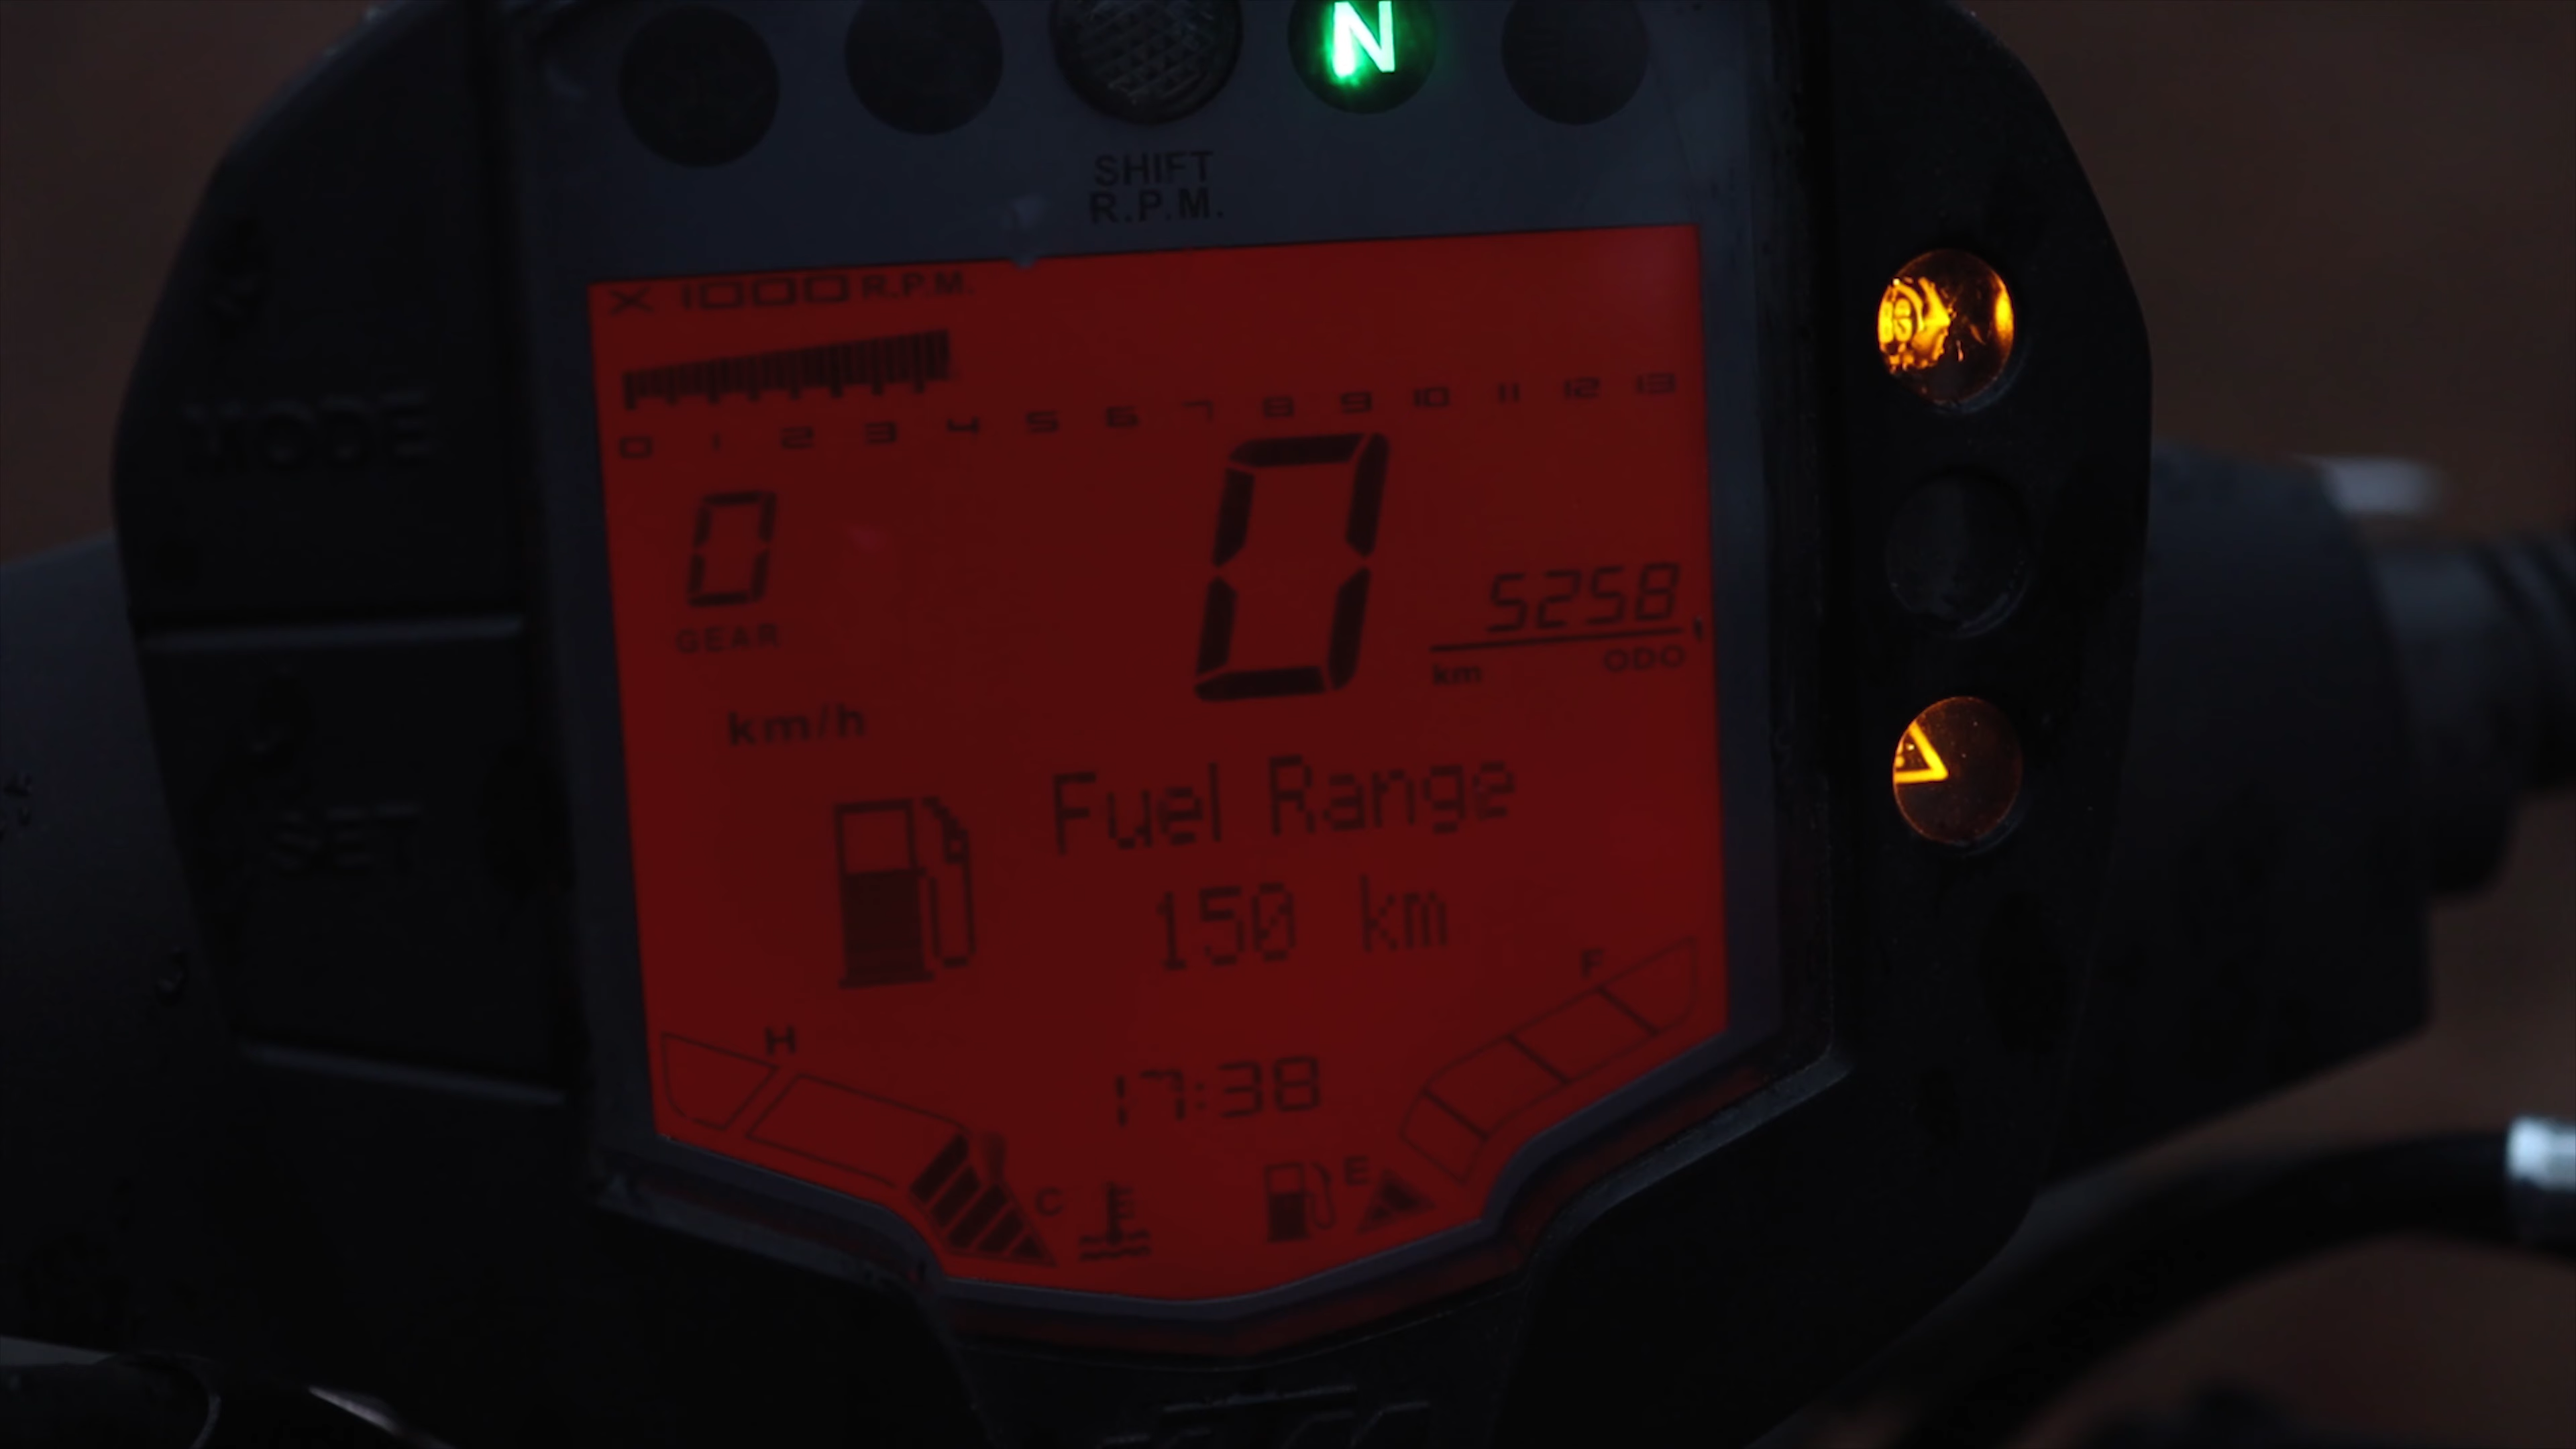 N
SHIFT
R.P.M.
X 1000 R.P.M.
0 1 2 3 4 5 6 7 8 9 10 11 12 13
MODE
0
GEAR
0
5258
km ODO
km/h
SET
Fuel Range
150 km
F
H
17:38
C
E